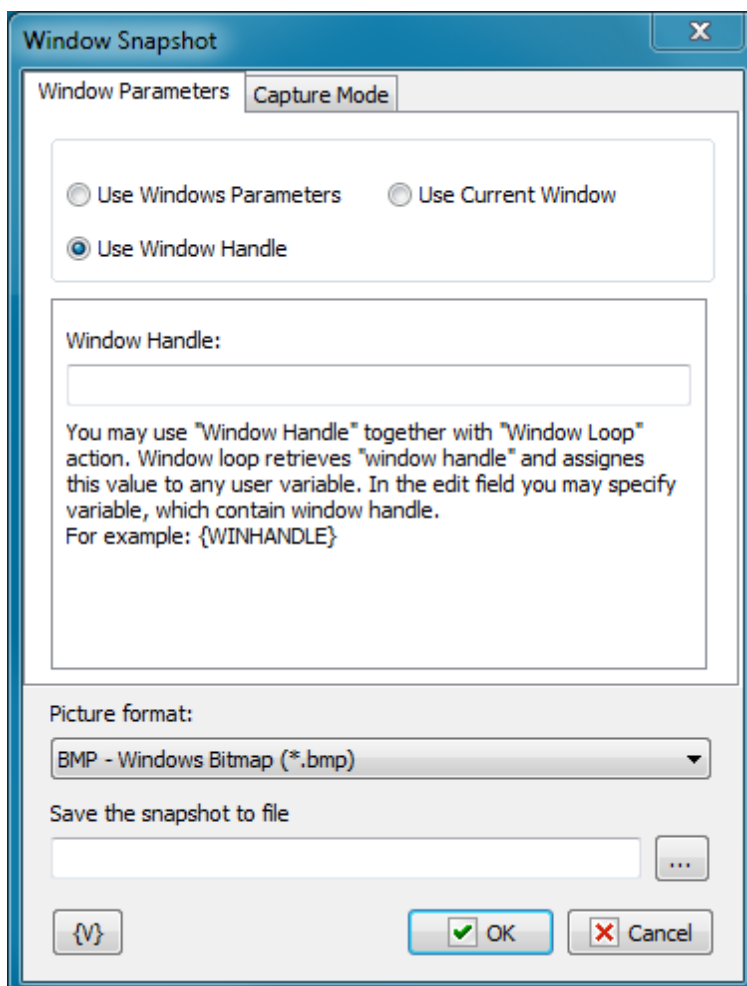 Window Snapshot
X
Window Parameters Capture Mode
Use Windows Parameters Use Current Window
Use Window Handle
Window Handle:
You may use "Window Handle" together with "Window Loop"
action. Window loop retrieves "window handle" and assignes
this value to any user variable. In the edit field you may specify
variable, which contain window handle.
For example: {WINHANDLE}
Picture format:
BMP - Windows Bitmap (*.bmp)
Save the snapshot to file
...
{V} OK Cancel